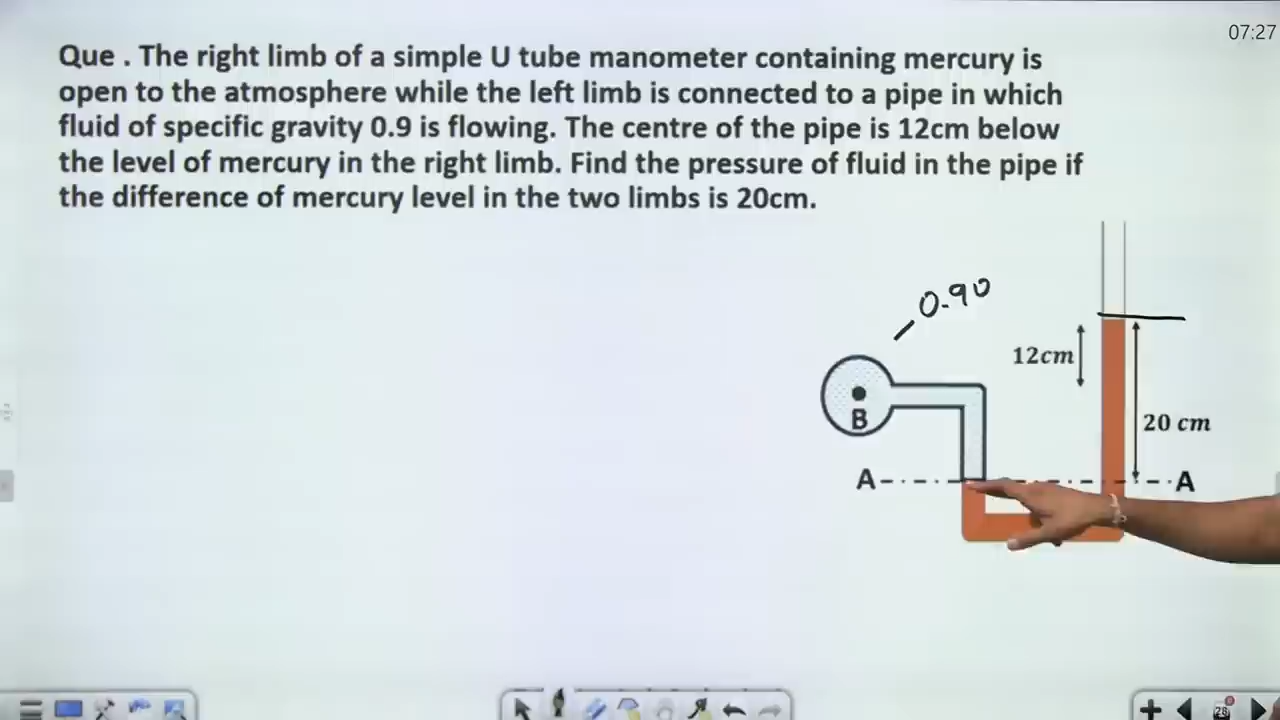 07:27
Que . The right limb of a simple U tube manometer containing mercury is
open to the atmosphere while the left limb is connected to a pipe in which
fluid of specific gravity 0.9 is flowing. The centre of the pipe is 12cm below
the level of mercury in the right limb. Find the pressure of fluid in the pipe if
the difference of mercury level in the two limbs is 20cm.
0.90
12cm
B
20 cm
A
A
28